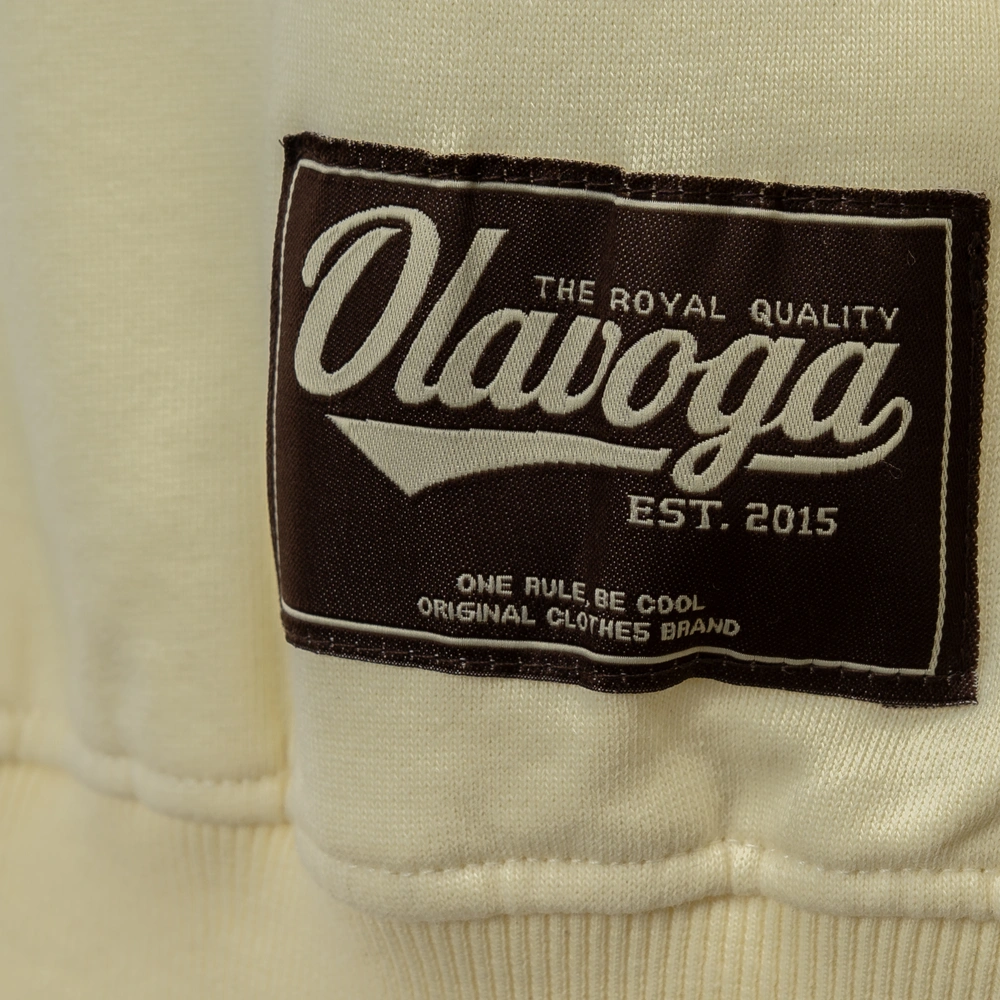 THE ROYAL QUALITY
Olavoga
EST. 2015
ONE RULE, BE COOL
ORIGINAL CLOTHES BRAND